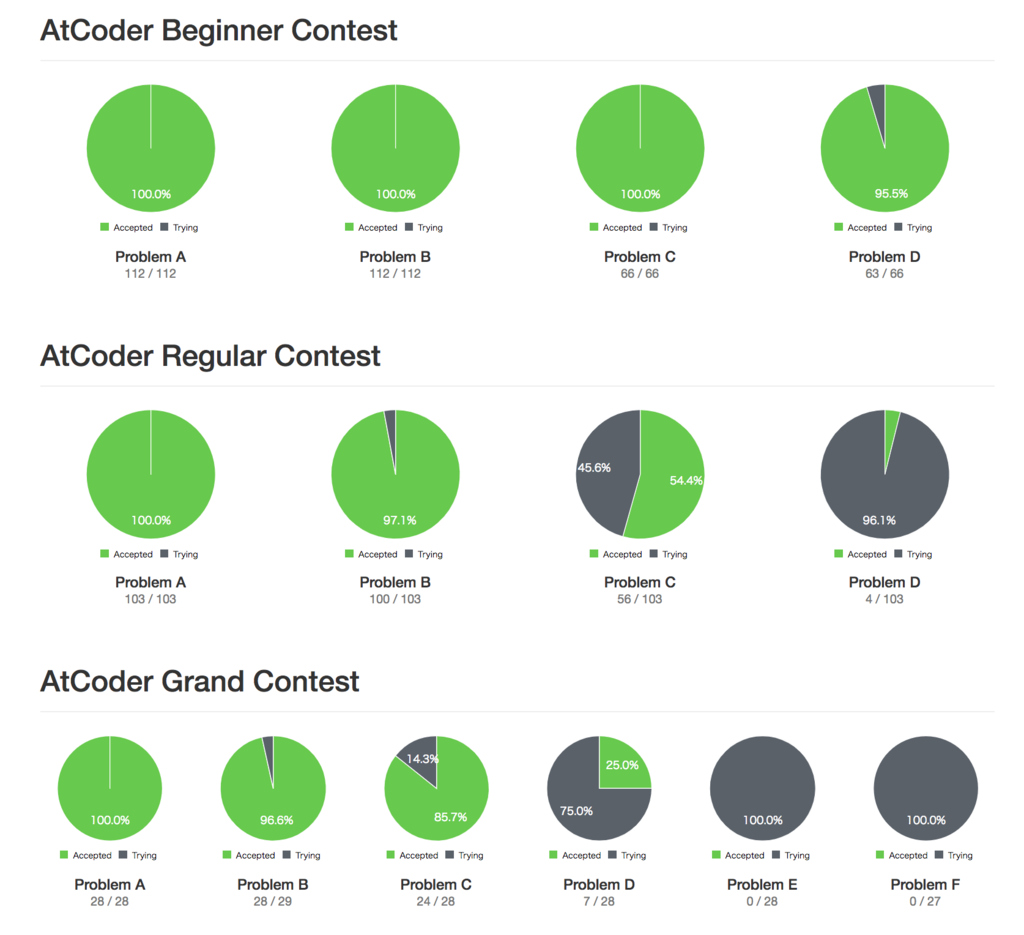 AtCoder Beginner Contest
100.0% 100.0% 100.0% 95.5%
Accepted Trying Accepted Trying Accepted Trying Accepted Trying
Problem A Problem B Problem C Problem D
112 / 112 112 / 112 66 / 66 63 / 66
AtCoder Regular Contest
45.6% 54.4%
100.0% 97.1% 96.1%
Accepted Trying Accepted Trying Accepted Trying Accepted Trying
Problem A Problem B Problem C Problem D
103 / 103 100 / 103 56 / 103 4 / 103
AtCoder Grand Contest
14.3% 25.0%
75.0%
100.0% 96.6% 85.7% 100.0% 100.0%
Accepted Trying Accepted Trying Accepted Trying Accepted Trying Accepted Trying Accepted Trying
Problem A Problem B Problem C Problem D Problem E Problem F
28 / 28 28 / 29 24 / 28 7 / 28 0 / 28 0 / 27